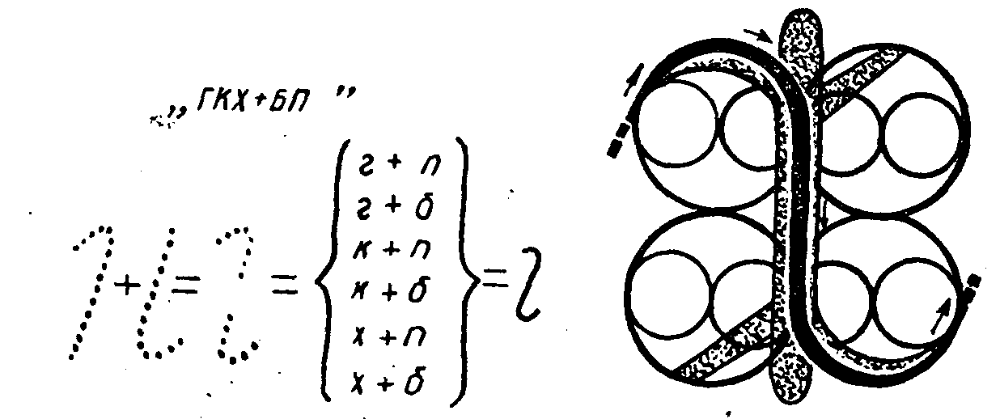 „ГКХ+БП”
г + п
г + б
к + п
+ = = к + б =
х + п
х + б